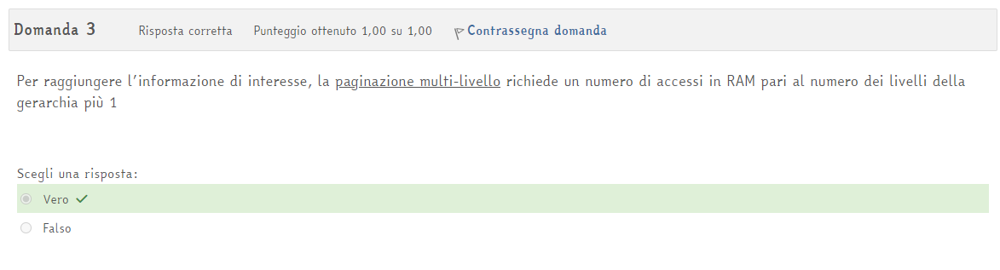 Domanda 3 Risposta corretta Punteggio ottenuto 1,00 su 1,00 Contrassegna domanda
Per raggiungere l'informazione di interesse, la paginazione multi-livello richiede un numero di accessi in RAM pari al numero dei livelli della
gerarchia più 1
Scegli una risposta:
Vero
Falso